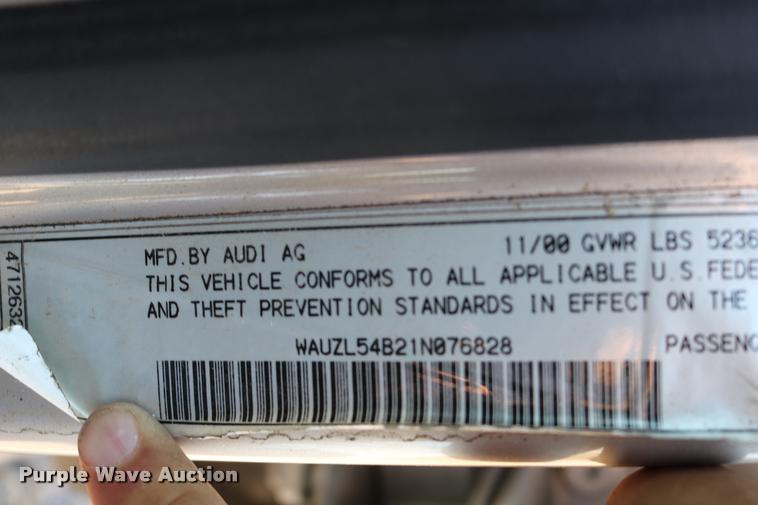 MFD.BY AUDI AG 11/00 GVWR LBS 5236
THIS VEHICLE CONFORMS TO ALL APPLICABLE U.S.FEDE
AND THEFT PREVENTION STANDARDS IN EFFECT ON THE
WAUZL54B21N076828 PASSENG
471263
Purple Wave Auction